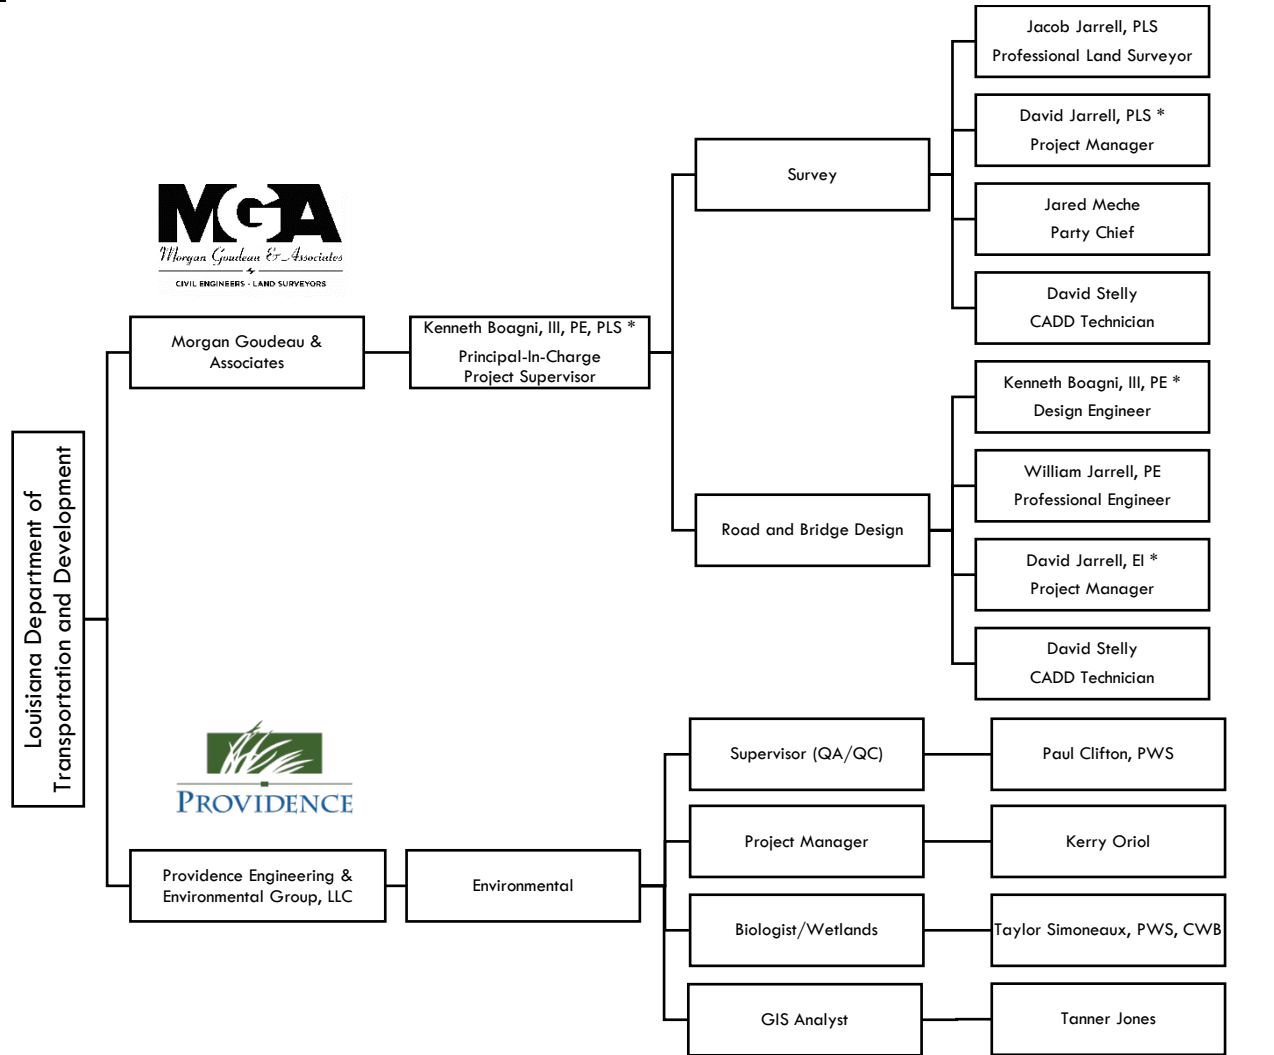 Louisiana Department of
Transportation and Development
MGA
Morgan Goudeau & Associates
CIVIL ENGINEERS - LAND SURVEYORS
Morgan Goudeau &
Associates
Kenneth Boagni, III, PE, PLS *
Principal-In-Charge
Project Supervisor
Survey
Jacob Jarrell, PLS
Professional Land Surveyor
David Jarrell, PLS *
Project Manager
Jared Meche
Party Chief
David Stelly
CADD Technician
Road and Bridge Design
Kenneth Boagni, III, PE *
Design Engineer
William Jarrell, PE
Professional Engineer
David Jarrell, EI *
Project Manager
David Stelly
CADD Technician
PROVIDENCE
Providence Engineering &
Environmental Group, LLC
Environmental
Supervisor (QA/QC)
Paul Clifton, PWS
Project Manager
Kerry Oriol
Biologist/Wetlands
Taylor Simoneaux, PWS, CWB
GIS Analyst
Tanner Jones